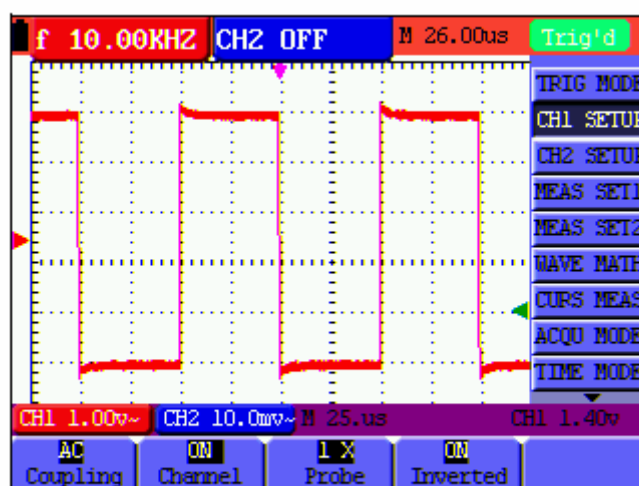 f 10.00KHZ CH2 OFF M 26.00us Trig'd
TRIG MODE
CH1 SETUP
CH2 SETUP
MEAS SET1
MEAS SET2
WAVE MATH
CURS MEAS
ACQU MODE
TIME MODE
CH1 1.00v~ CH2 10.0mv~ M 25.us CH1 1.40v
AC ON 1 X ON
Coupling Channel Probe Inverted